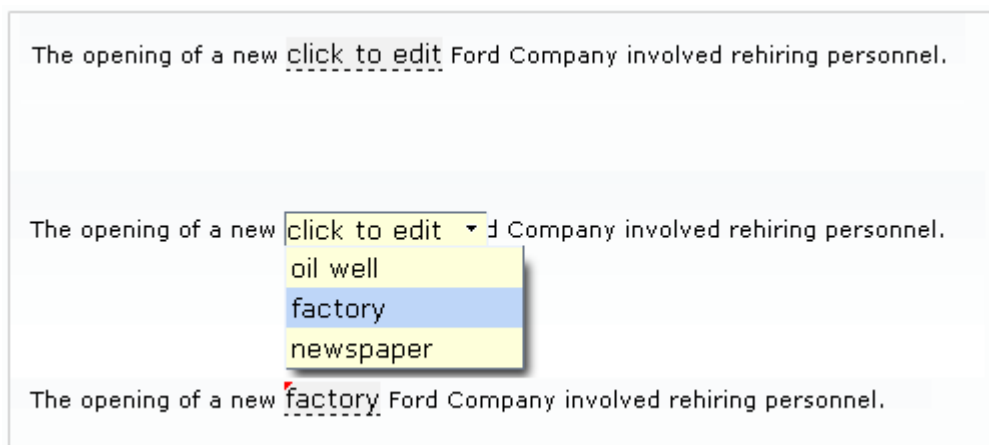 The opening of a new click to edit Ford Company involved rehiring personnel.
The opening of a new click to edit d Company involved rehiring personnel.
oil well
factory
newspaper
The opening of a new factory Ford Company involved rehiring personnel.